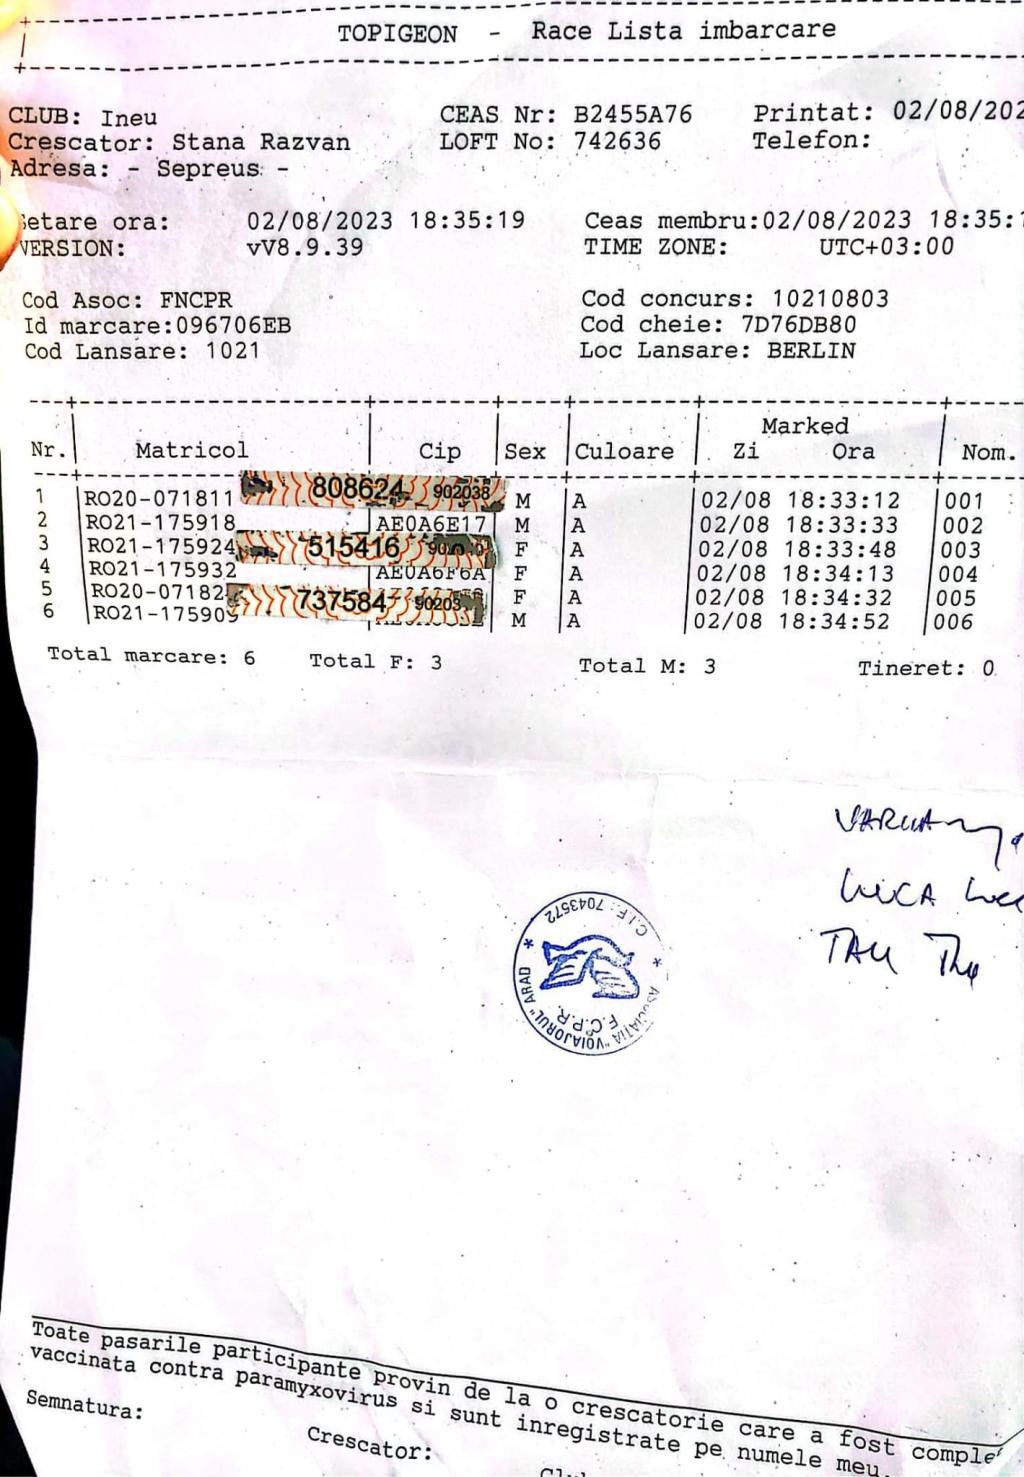 TOPIGEON - Race Lista imbarcare
CLUB: Ineu CEAS Nr: B2455A76 Printat: 02/08/202
Crescator: Stana Razvan LOFT No: 742636 Telefon:
Adresa: - Sepreus -
Setare ora: 02/08/2023 18:35:19 Ceas membru:02/08/2023 18:35:1
VERSION: vV8.9.39 TIME ZONE: UTC+03:00
Cod Asoc: FNCPR Cod concurs: 10210803
Id marcare:096706EB Cod cheie: 7D76DB80
Cod Lansare: 1021 Loc Lansare: BERLIN
Marked
Nr. Matricol Cip Sex Culoare Zi Ora Nom.
1 RO20-071811 808624 902038 M A 02/08 18:33:12 001
2 RO21-175918 AE0A6E17 M A 02/08 18:33:33 002
3 RO21-175924 515416 F A 02/08 18:33:48 003
4 RO21-175932 AE0A6F6A F A 02/08 18:34:13 004
5 RO20-07182 737584 90203 F A 02/08 18:34:32 005
6 RO21-175909 M A 02/08 18:34:52 006
Total marcare: 6 Total F: 3 Total M: 3 Tineret: 0
LUCA
TAU
ASOCIATIA "VOIAJORUL" ARAD
C.I.F.: 7043572
F.C.P.R.
Toate pasarile participante provin de la o crescatorie care a fost comple
vaccinata contra paramyxovirus si sunt inregistrate pe numele meu.
Semnatura:
Crescator: